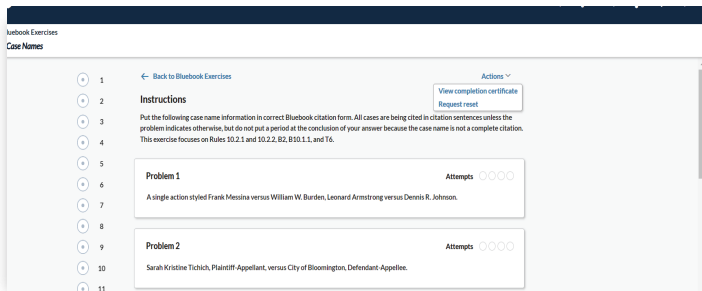 Bluebook Exercises
Case Names
← Back to Bluebook Exercises
Actions
View completion certificate
Request reset
Instructions
Put the following case name information in correct Bluebook citation form. All cases are being cited in citation sentences unless the
problem indicates otherwise, but do not put a period at the conclusion of your answer because the case name is not a complete citation.
This exercise focuses on Rules 10.2.1 and 10.2.2, B2, B10.1.1, and T6.
1
2
3
4
5
6
7
8
9
10
11
Problem 1
Attempts
A single action styled Frank Messina versus William W. Burden, Leonard Armstrong versus Dennis R. Johnson.
Problem 2
Attempts
Sarah Kristine Tichich, Plaintiff-Appellant, versus City of Bloomington, Defendant-Appellee.